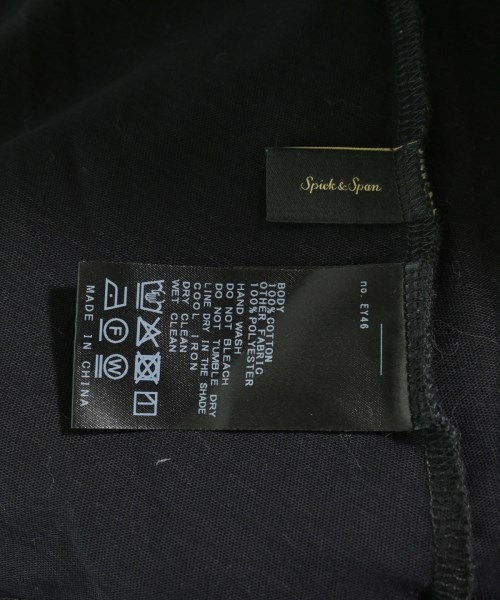 Spick & Span
no. EY46
BODY
100%COTTON
OTHER FABRIC
100%POLYESTER
HAND WASH
DO NOT BLEACH
DO NOT TUMBLE DRY
LINE DRY IN THE SHADE
COOL IRON
DRY CLEAN
WET CLEAN
F W
MADE IN CHINA